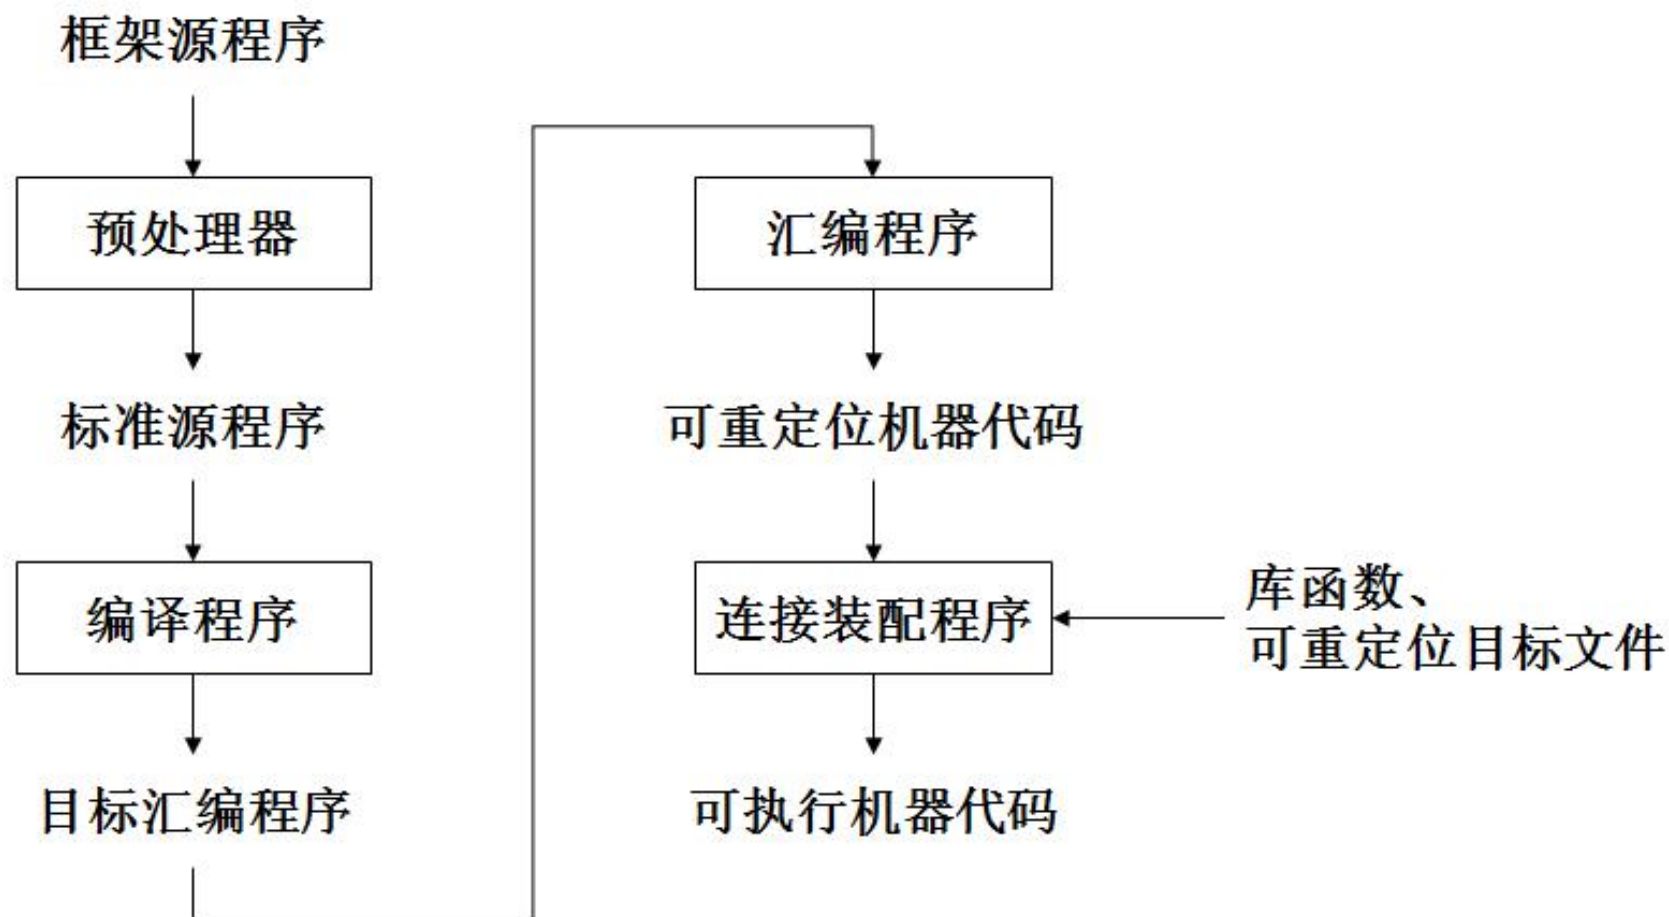 框架源程序
预处理器
标准源程序
编译程序
目标汇编程序
汇编程序
可重定位机器代码
连接装配程序
库函数、
可重定位目标文件
可执行机器代码